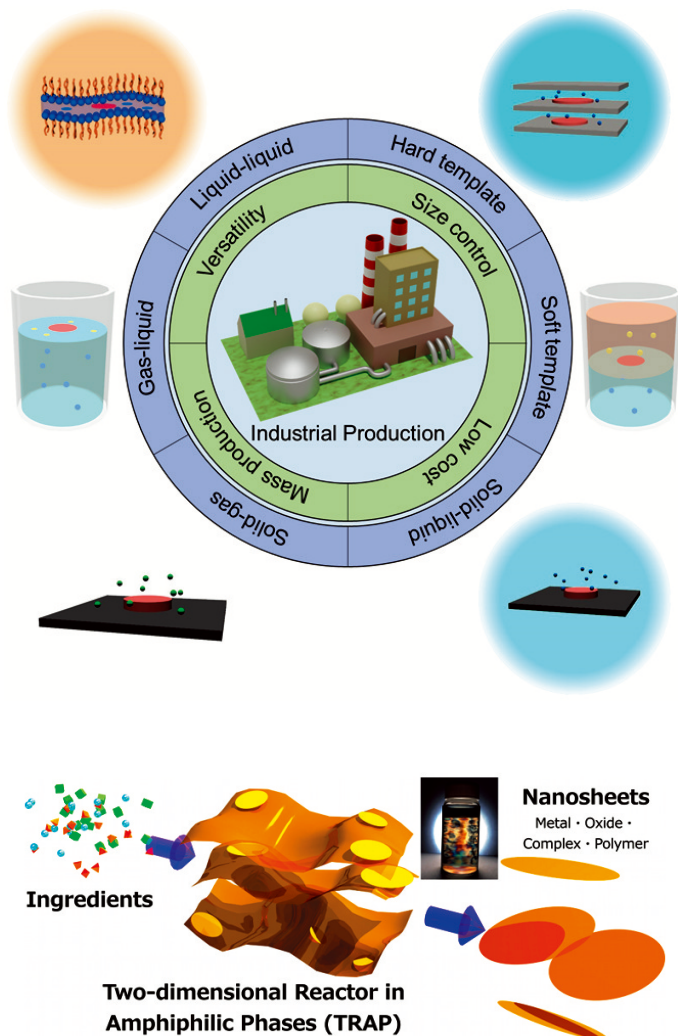 Liquid-liquid
Hard template
Versatility
Size control
Gas-liquid
Soft template
Industrial Production
Mass production
Low cost
Solid-gas
Solid-liquid
Nanosheets
Metal・Oxide・
Complex・Polymer
Ingredients
Two-dimensional Reactor in
Amphiphilic Phases (TRAP)